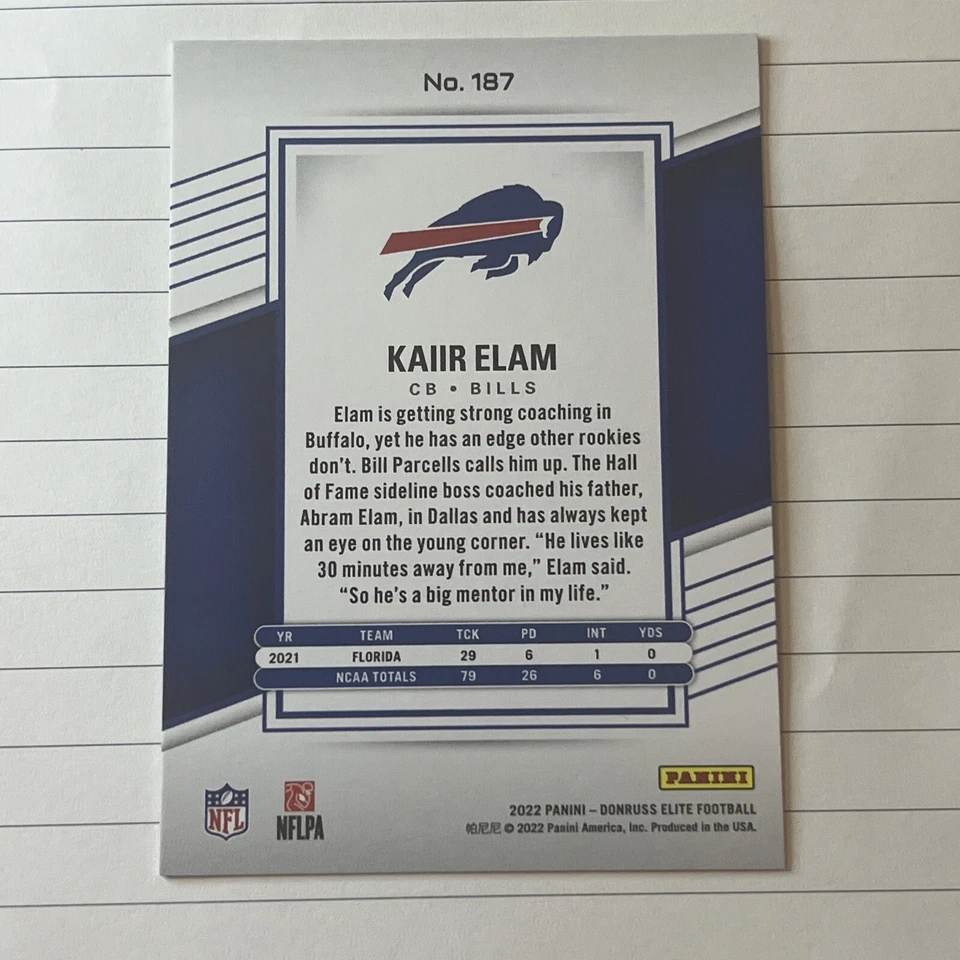 No. 187
KAIIR ELAM
CB • BILLS
Elam is getting strong coaching in
Buffalo, yet he has an edge other rookies
don't. Bill Parcells calls him up. The Hall
of Fame sideline boss coached his father,
Abram Elam, in Dallas and has always kept
an eye on the young corner. “He lives like
30 minutes away from me,” Elam said.
“So he's a big mentor in my life.”
YR TEAM TCK PD INT YDS
2021 FLORIDA 29 6 1 0
NCAA TOTALS 79 26 6 0
PANINI
NFL
NFLPA
2022 PANINI – DONRUSS ELITE FOOTBALL
帕尼尼 © 2022 Panini America, Inc. Produced in the USA.